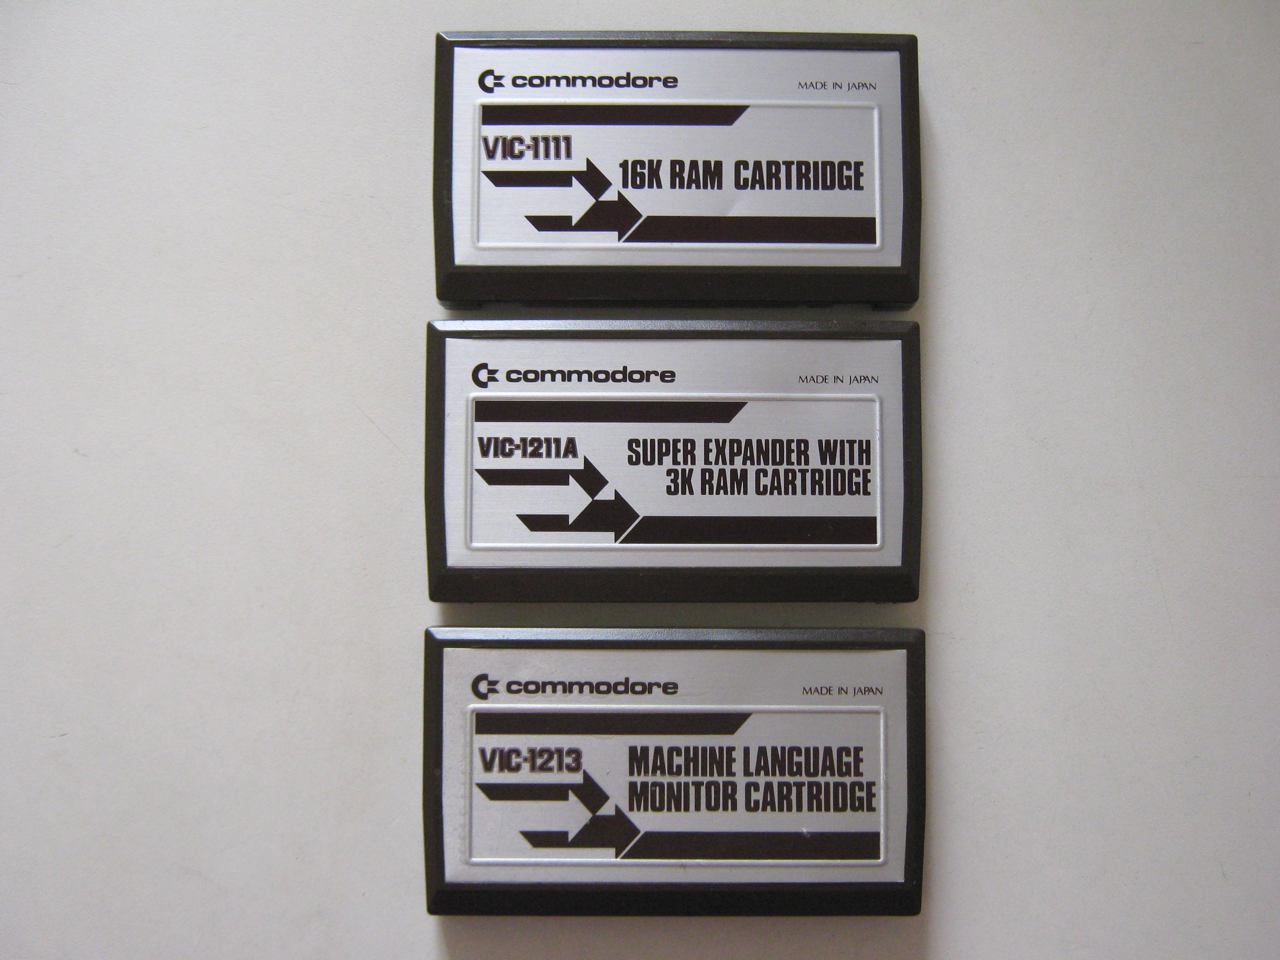 commodore MADE IN JAPAN
VIC-1111
16K RAM CARTRIDGE
commodore MADE IN JAPAN
VIC-1211A
SUPER EXPANDER WITH
3K RAM CARTRIDGE
commodore MADE IN JAPAN
VIC-1213
MACHINE LANGUAGE
MONITOR CARTRIDGE